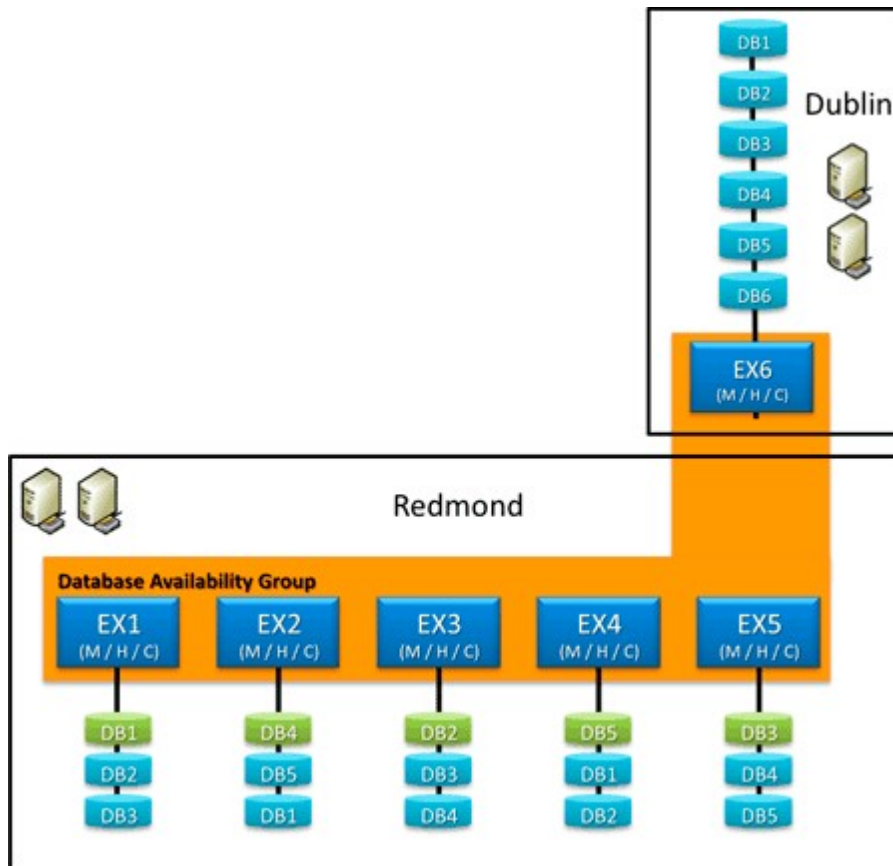 DB1
DB2
Dublin
DB3
DB4
DB5
DB6
EX6
(M / H / C)
Redmond
Database Availability Group
EX1 EX2 EX3 EX4 EX5
(M / H / C) (M / H / C) (M / H / C) (M / H / C) (M / H / C)
DB1 DB4 DB2 DB5 DB3
DB2 DB5 DB3 DB1 DB4
DB3 DB1 DB4 DB2 DB5